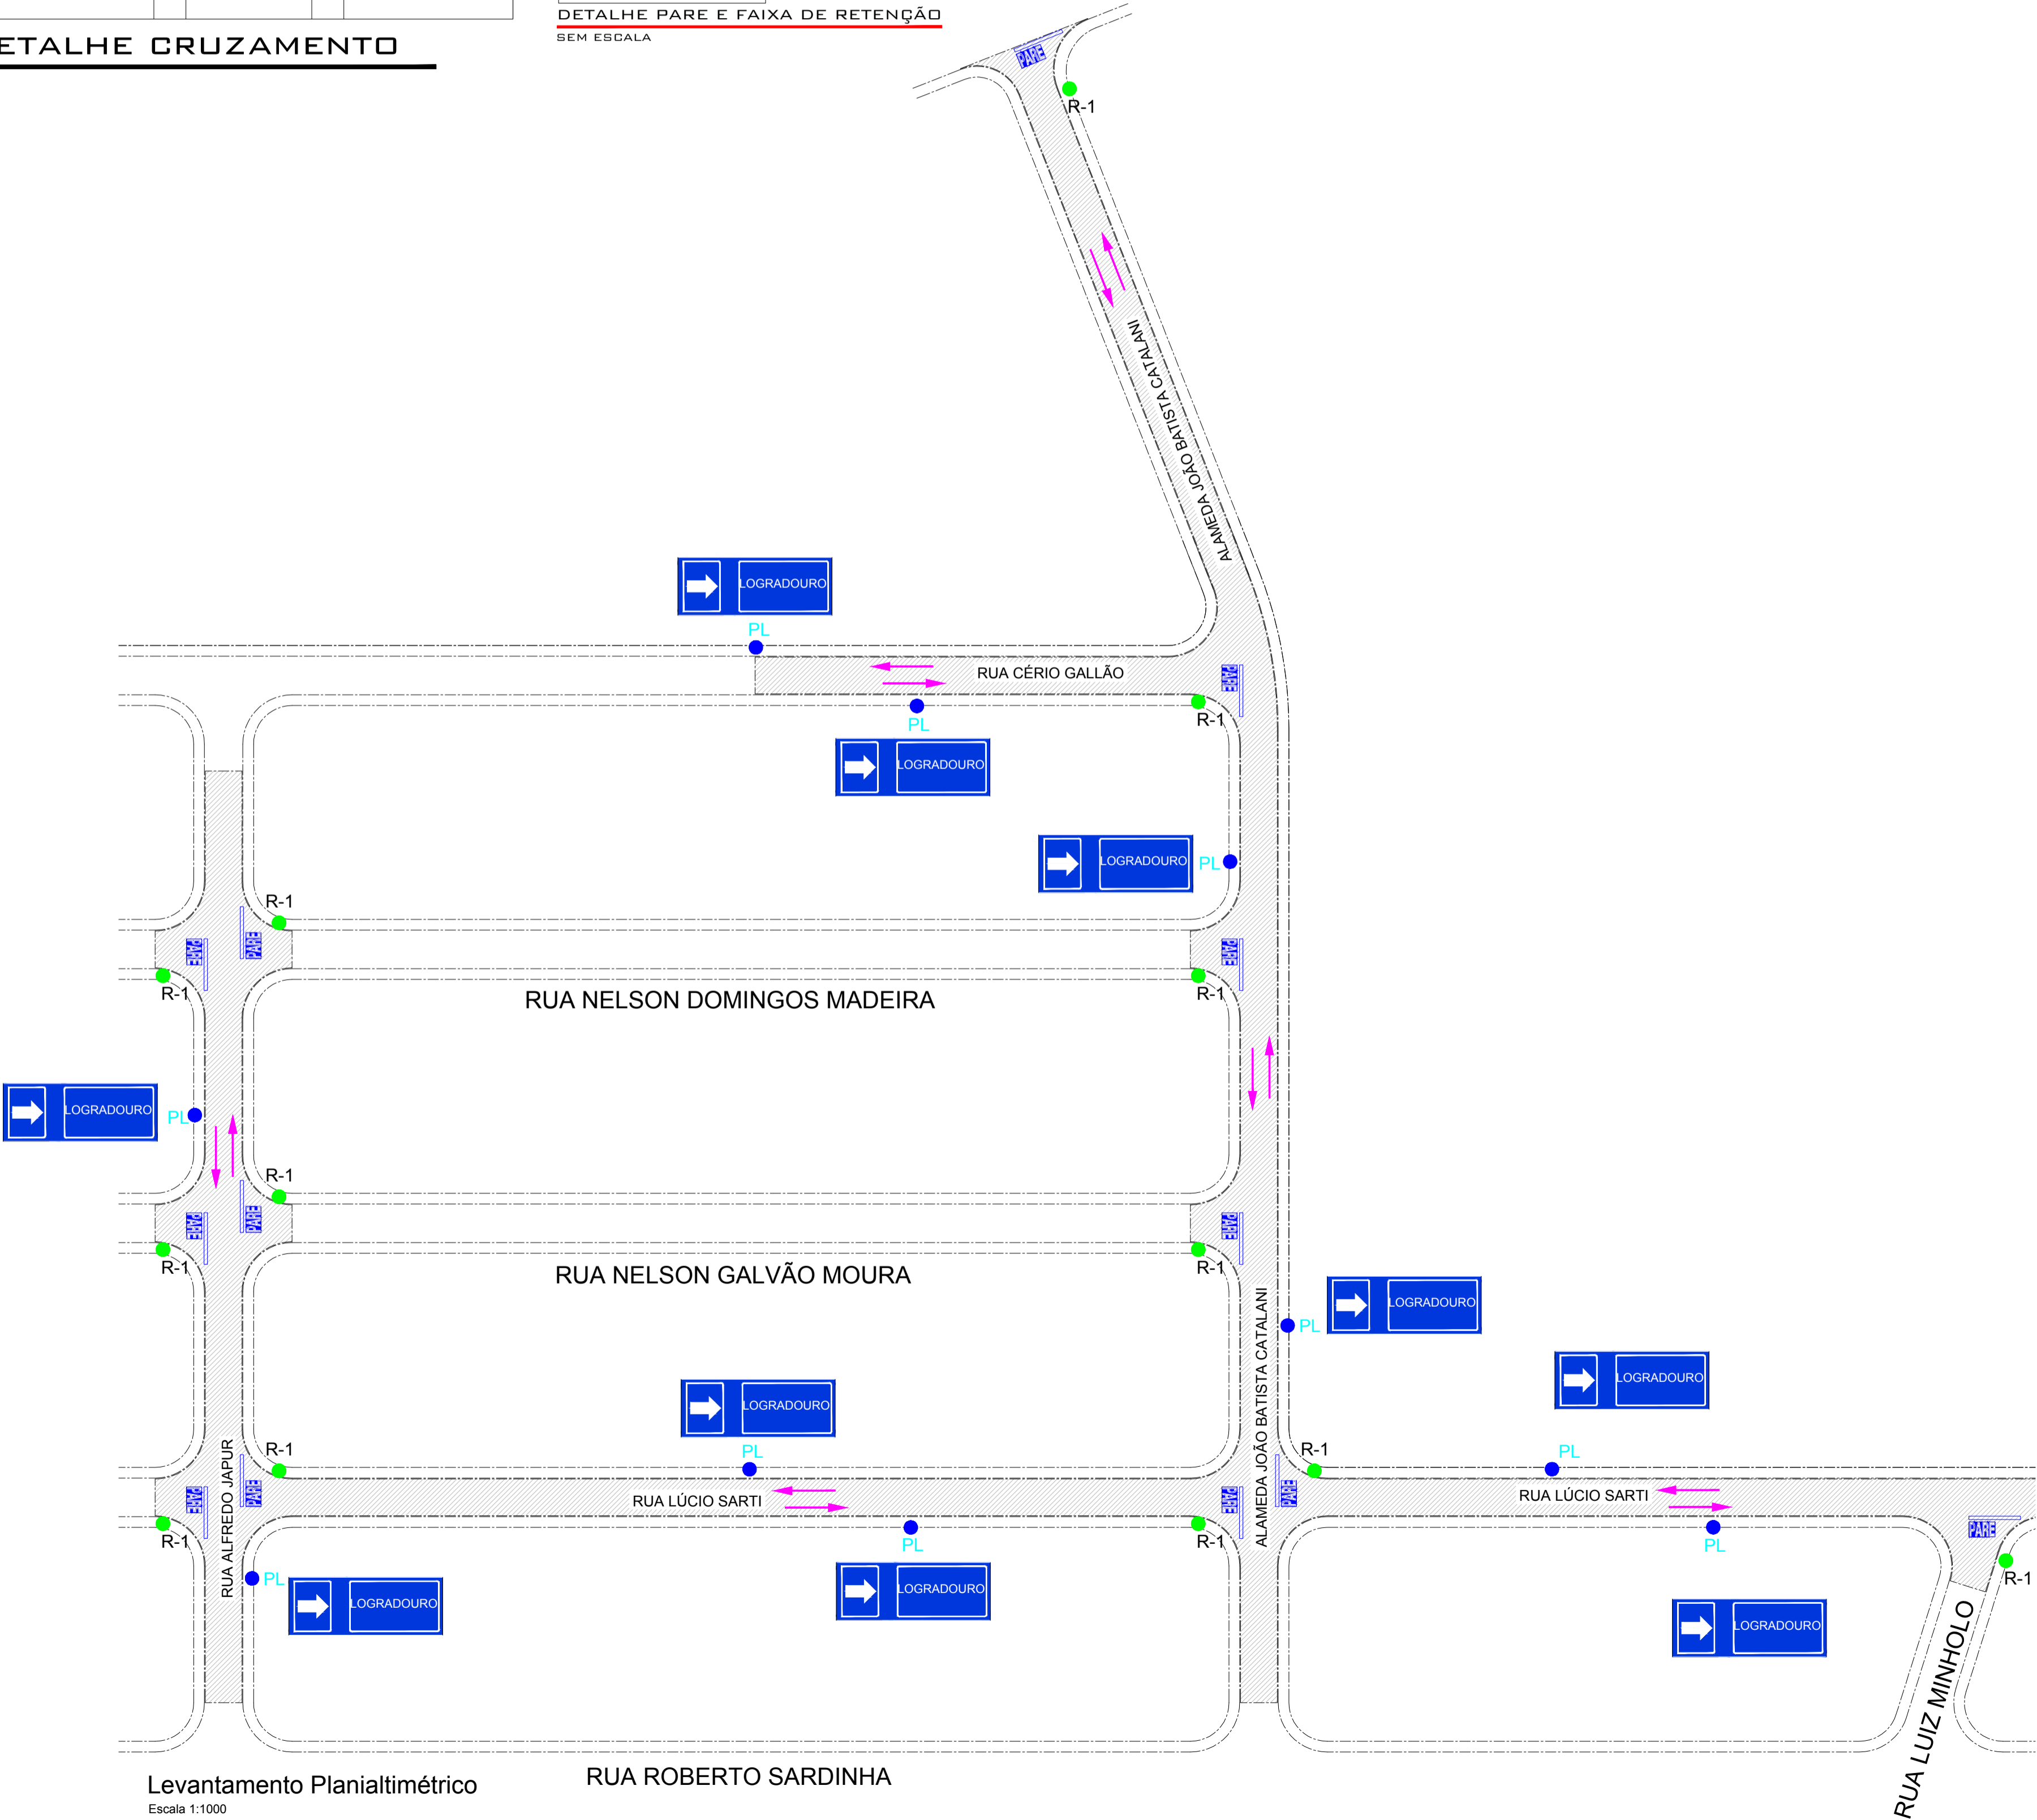 ETALHE CRUZAMENTO
DETALHE PARE E FAIXA DE RETENÇÃO
SEM ESCALA
PARE
R-1
ALAMEDA JOÃO BATISTA CATALANI
LOGRADOURO
PL
RUA CÉRIO GALLÃO
PARE
R-1
PL
LOGRADOURO
LOGRADOURO
PL
R-1
PARE
PARE
PARE
R-1
R-1
RUA NELSON DOMINGOS MADEIRA
LOGRADOURO
PL
R-1
PARE
PARE
PARE
R-1
R-1
RUA NELSON GALVÃO MOURA
LOGRADOURO
PL
ALAMEDA JOÃO BATISTA CATALANI
LOGRADOURO
LOGRADOURO
RUA ALFREDO JAPUR
R-1
PL
R-1
PL
PARE
PARE
RUA LÚCIO SARTI
PARE
PARE
RUA LÚCIO SARTI
PARE
R-1
PL
R-1
PL
R-1
PL
LOGRADOURO
LOGRADOURO
LOGRADOURO
RUA LUIZ MINHOLO
RUA ROBERTO SARDINHA
Levantamento Planialtimétrico
Escala 1:1000